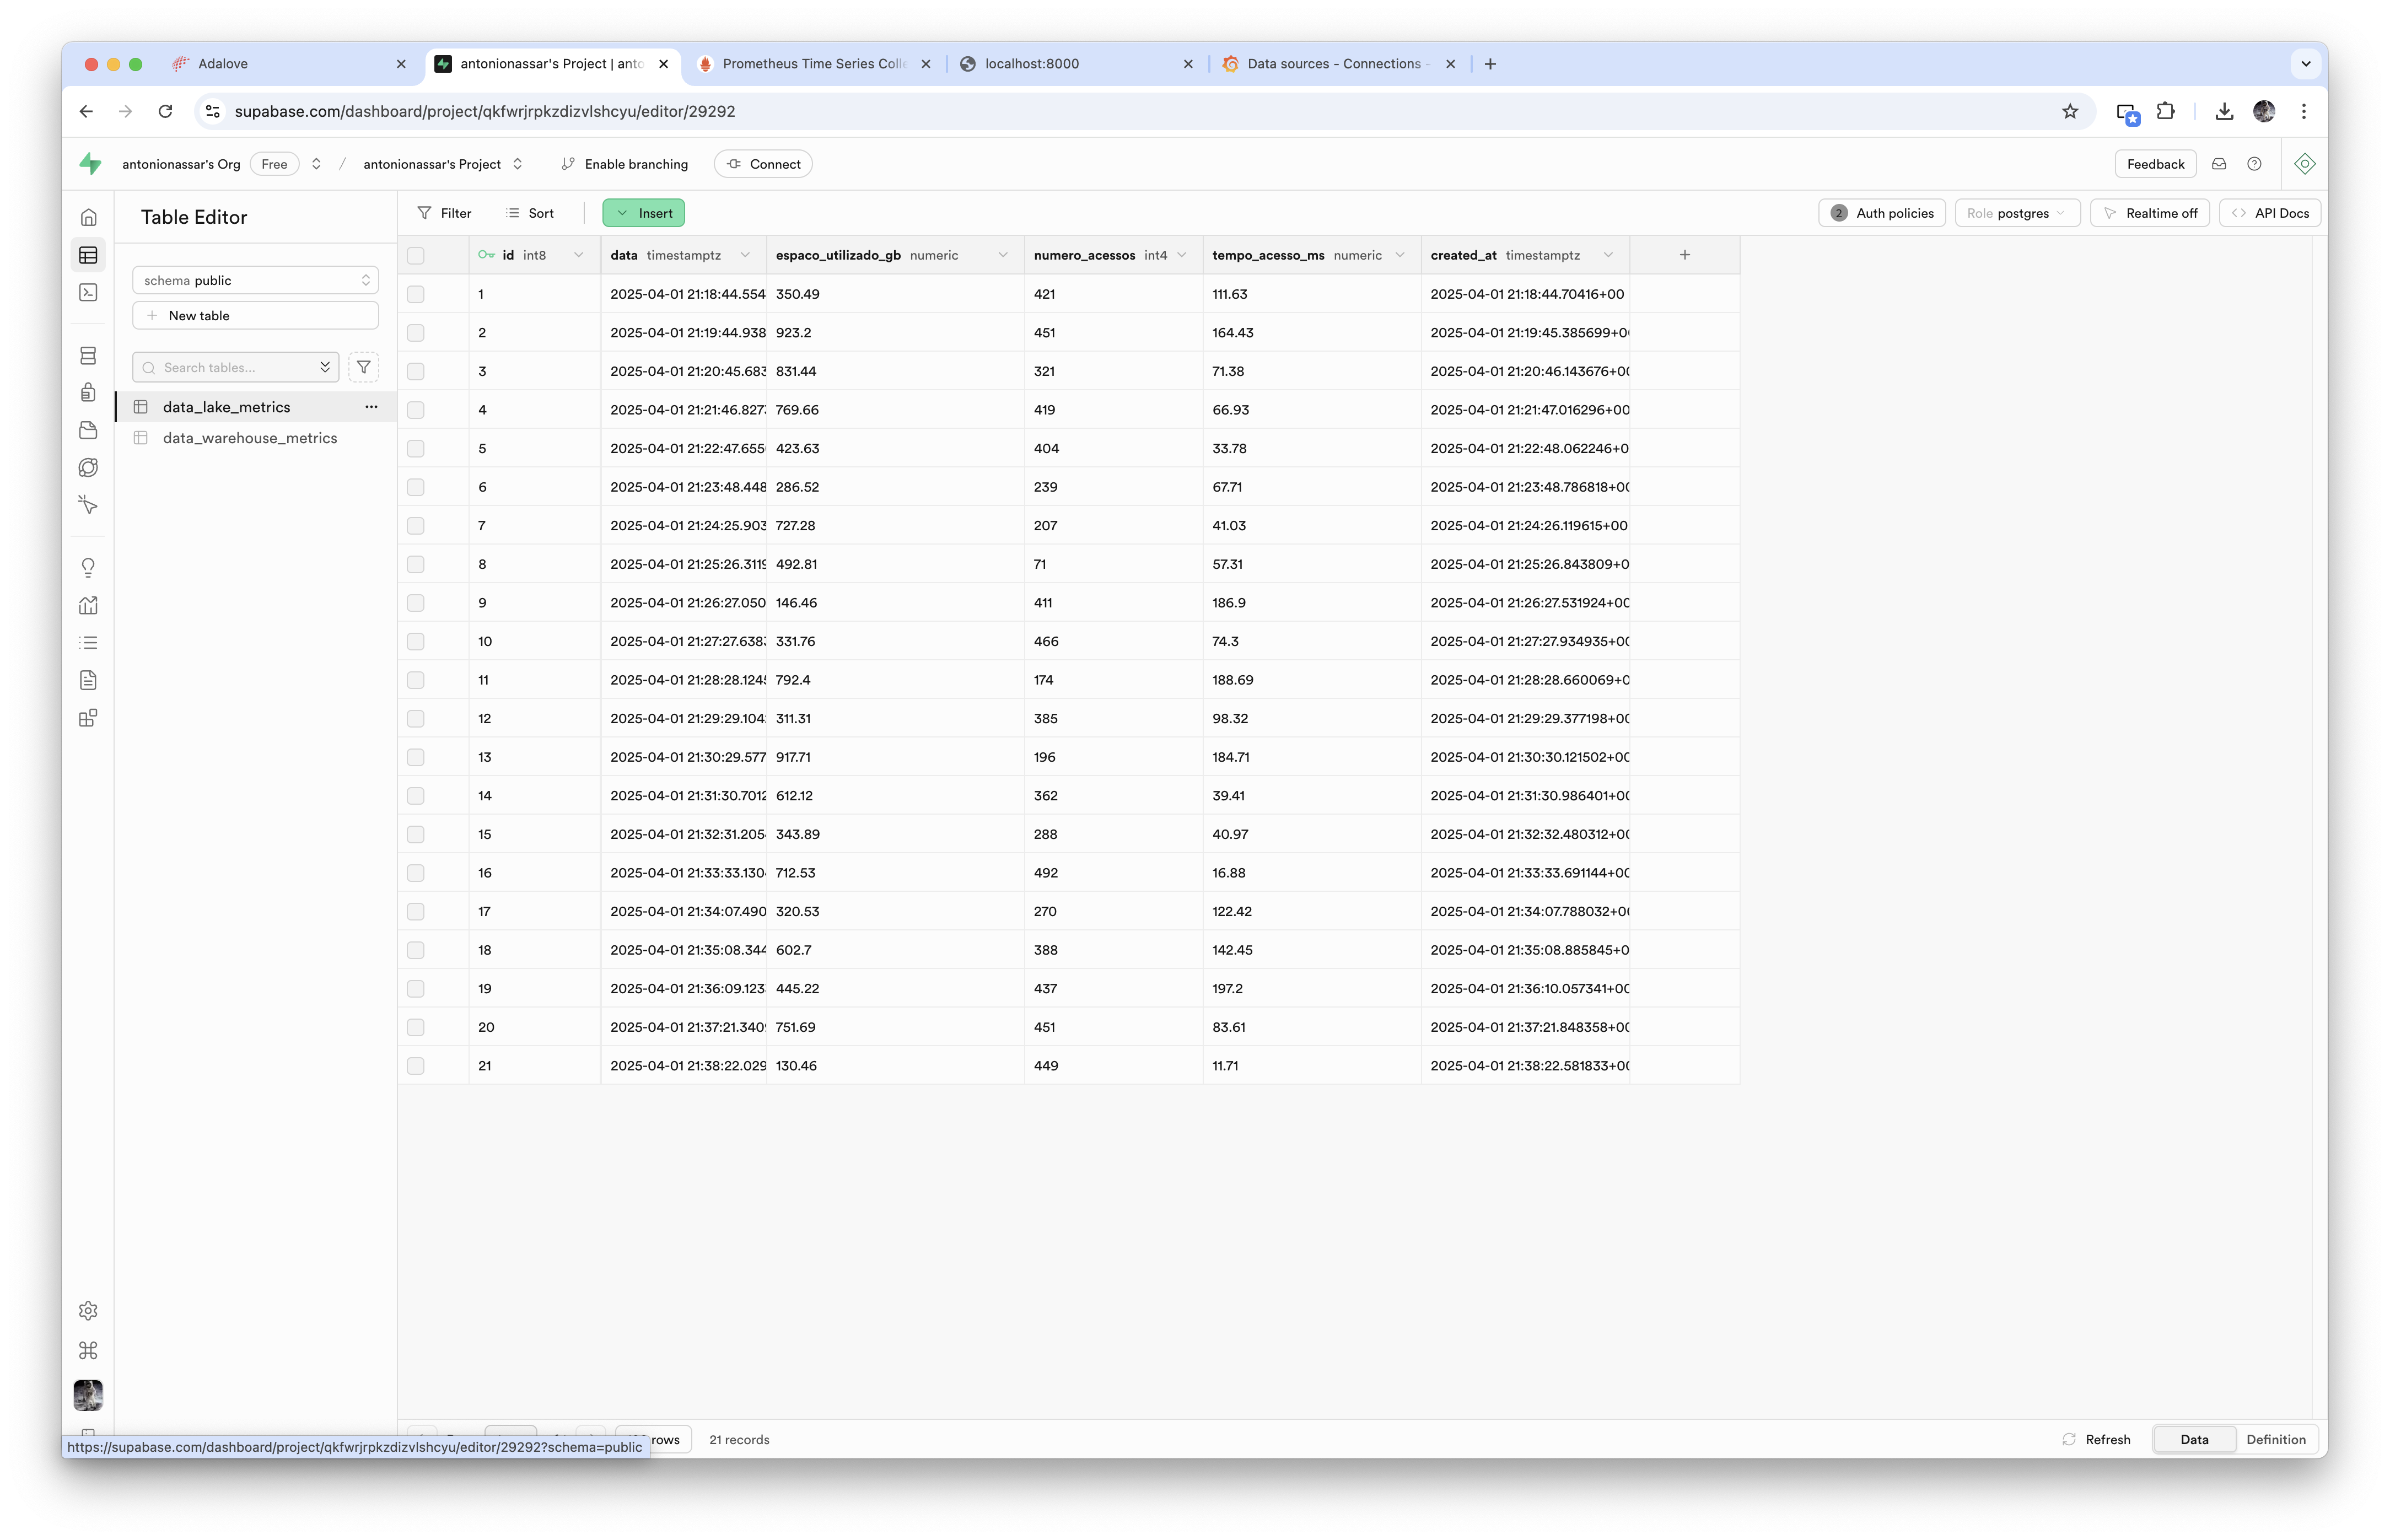 Adalove
antonionassar's Project | anto
Prometheus Time Series Colle
localhost:8000
Data sources - Connections -
supabase.com/dashboard/project/qkfwrjrpkzdizvlshcyu/editor/29292
antonionassar's Org Free / antonionassar's Project Enable branching Connect Feedback
Table Editor
Filter Sort Insert 2 Auth policies Role postgres Realtime off API Docs
schema public
New table
Search tables...
data_lake_metrics
data_warehouse_metrics
id int8 data timestamptz espaco_utilizado_gb numeric numero_acessos int4 tempo_acesso_ms numeric created_at timestamptz
1 2025-04-01 21:18:44.554 350.49 421 111.63 2025-04-01 21:18:44.70416+00
2 2025-04-01 21:19:44.938 923.2 451 164.43 2025-04-01 21:19:45.385699+0
3 2025-04-01 21:20:45.683 831.44 321 71.38 2025-04-01 21:20:46.143676+00
4 2025-04-01 21:21:46.827 769.66 419 66.93 2025-04-01 21:21:47.016296+00
5 2025-04-01 21:22:47.655 423.63 404 33.78 2025-04-01 21:22:48.062246+0
6 2025-04-01 21:23:48.448 286.52 239 67.71 2025-04-01 21:23:48.786818+00
7 2025-04-01 21:24:25.903 727.28 207 41.03 2025-04-01 21:24:26.119615+00
8 2025-04-01 21:25:26.3119 492.81 71 57.31 2025-04-01 21:25:26.843809+0
9 2025-04-01 21:26:27.050 146.46 411 186.9 2025-04-01 21:26:27.531924+00
10 2025-04-01 21:27:27.638 331.76 466 74.3 2025-04-01 21:27:27.934935+00
11 2025-04-01 21:28:28.124 792.4 174 188.69 2025-04-01 21:28:28.660069+0
12 2025-04-01 21:29:29.104 311.31 385 98.32 2025-04-01 21:29:29.377198+00
13 2025-04-01 21:30:29.577 917.71 196 184.71 2025-04-01 21:30:30.121502+00
14 2025-04-01 21:31:30.7012 612.12 362 39.41 2025-04-01 21:31:30.986401+00
15 2025-04-01 21:32:31.205 343.89 288 40.97 2025-04-01 21:32:32.480312+00
16 2025-04-01 21:33:33.130 712.53 492 16.88 2025-04-01 21:33:33.691144+00
17 2025-04-01 21:34:07.490 320.53 270 122.42 2025-04-01 21:34:07.788032+0
18 2025-04-01 21:35:08.344 602.7 388 142.45 2025-04-01 21:35:08.885845+0
19 2025-04-01 21:36:09.123 445.22 437 197.2 2025-04-01 21:36:10.057341+00
20 2025-04-01 21:37:21.340 751.69 451 83.61 2025-04-01 21:37:21.848358+00
21 2025-04-01 21:38:22.029 130.46 449 11.71 2025-04-01 21:38:22.581833+0
rows 21 records Refresh Data Definition
https://supabase.com/dashboard/project/qkfwrjrpkzdizvlshcyu/editor/29292?schema=public